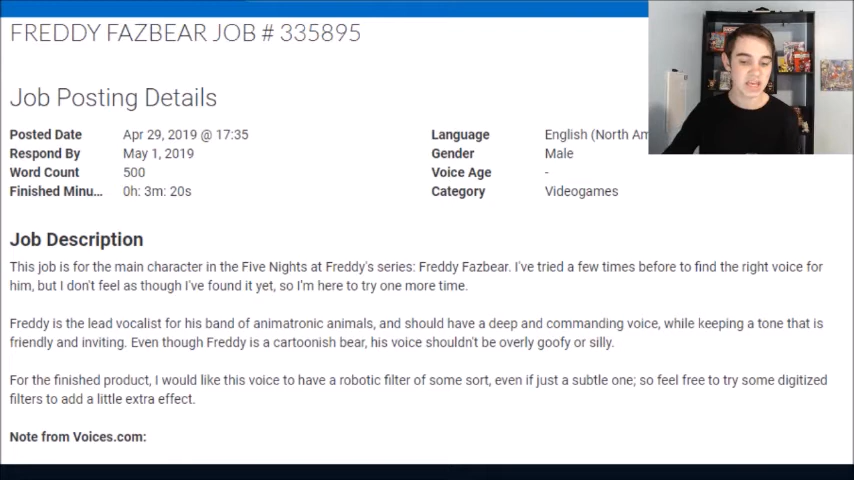 FREDDY FAZBEAR JOB # 335895
Job Posting Details
Posted Date Apr 29, 2019 @ 17:35
Respond By May 1, 2019
Word Count 500
Finished Minu... 0h: 3m: 20s
Language English (North Am
Gender Male
Voice Age -
Category Videogames
Job Description
This job is for the main character in the Five Nights at Freddy's series: Freddy Fazbear. I've tried a few times before to find the right voice for
him, but I don't feel as though I've found it yet, so I'm here to try one more time.
Freddy is the lead vocalist for his band of animatronic animals, and should have a deep and commanding voice, while keeping a tone that is
friendly and inviting. Even though Freddy is a cartoonish bear, his voice shouldn't be overly goofy or silly.
For the finished product, I would like this voice to have a robotic filter of some sort, even if just a subtle one; so feel free to try some digitized
filters to add a little extra effect.
Note from Voices.com: